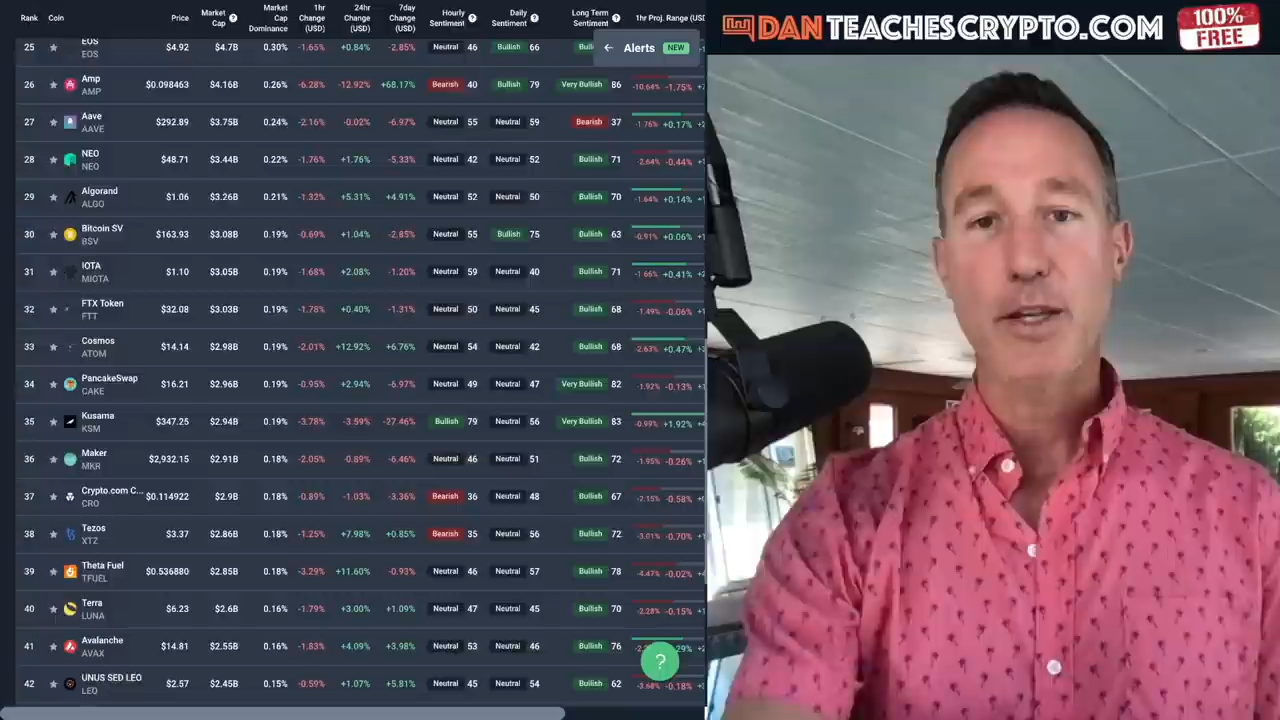 Rank Coin Price Market Cap Market Cap Dominance 1hr Change (USD) 24hr Change (USD) 7day Change (USD) Hourly Sentiment Daily Sentiment Long Term Sentiment 1hr Proj. Range (USD
DAN TEACHESCRYPTO.COM
100% FREE
EOS $4.92 $4.7B 0.30% -1.65% +0.84% -2.85% Neutral 46 Bullish 66
EOS
Alerts NEW
26 Amp $0.098463 $4.16B 0.26% -6.28% -12.92% +68.17% Bearish 40 Bullish 79 Very Bullish 86 -10.64% -1.75%
AMP
27 Aave $292.89 $3.75B 0.24% -2.16% -0.02% -6.97% Neutral 55 Neutral 59 Bearish 37 -1.76% +0.17%
AAVE
28 NEO $48.71 $3.44B 0.22% -1.76% +1.76% -5.33% Neutral 42 Neutral 52 Bullish 71 -2.64% -0.44%
NEO
29 Algorand $1.06 $3.26B 0.21% -1.32% +5.31% +4.91% Neutral 52 Neutral 50 Bullish 70 -1.64% +0.14%
ALGO
30 Bitcoin SV $163.93 $3.08B 0.19% -0.69% +1.04% -2.85% Neutral 55 Bullish 75 Bullish 63 -0.91% +0.06%
BSV
31 IOTA $1.10 $3.05B 0.19% -1.68% +2.08% -1.20% Neutral 59 Neutral 40 Bullish 71 -1.66% +0.41%
MIOTA
32 FTX Token $32.08 $3.03B 0.19% -1.78% +0.40% -1.31% Neutral 50 Neutral 45 Bullish 68 -1.49% -0.06%
FTT
33 Cosmos $14.14 $2.98B 0.19% -2.01% +12.92% +6.76% Neutral 54 Neutral 42 Bullish 68 -2.63% +0.47%
ATOM
34 PancakeSwap $16.21 $2.96B 0.19% -0.95% +2.94% -6.97% Neutral 49 Neutral 47 Very Bullish 82 -1.92% -0.13%
CAKE
35 Kusama $347.25 $2.94B 0.19% -3.78% -3.59% -27.46% Bullish 79 Neutral 56 Very Bullish 83 -0.99% +1.92%
KSM
36 Maker $2,932.15 $2.91B 0.18% -2.05% -0.89% -6.46% Neutral 46 Neutral 51 Bullish 72 -1.95% -0.26%
MKR
37 Crypto.com C... $0.114922 $2.9B 0.18% -0.89% -1.03% -3.36% Bearish 36 Neutral 48 Bullish 67 -2.15% -0.58%
CRO
38 Tezos $3.37 $2.86B 0.18% -1.25% +7.98% +0.85% Bearish 35 Neutral 56 Bullish 72 -3.01% -0.70%
XTZ
39 Theta Fuel $0.536880 $2.85B 0.18% -3.29% +11.60% -0.93% Neutral 46 Neutral 57 Bullish 78 -4.47% -0.02%
TFUEL
40 Terra $6.23 $2.6B 0.16% -1.79% +3.00% +1.09% Neutral 47 Neutral 45 Bullish 70 -2.28% -0.15%
LUNA
41 Avalanche $14.81 $2.55B 0.16% -1.83% +4.09% +3.98% Neutral 53 Neutral 46 Bullish 76
AVAX
?
42 UNUS SED LEO $2.57 $2.45B 0.15% -0.59% +1.07% +5.81% Neutral 45 Neutral 54 Bullish 62 -3.68% -0.18%
LEO